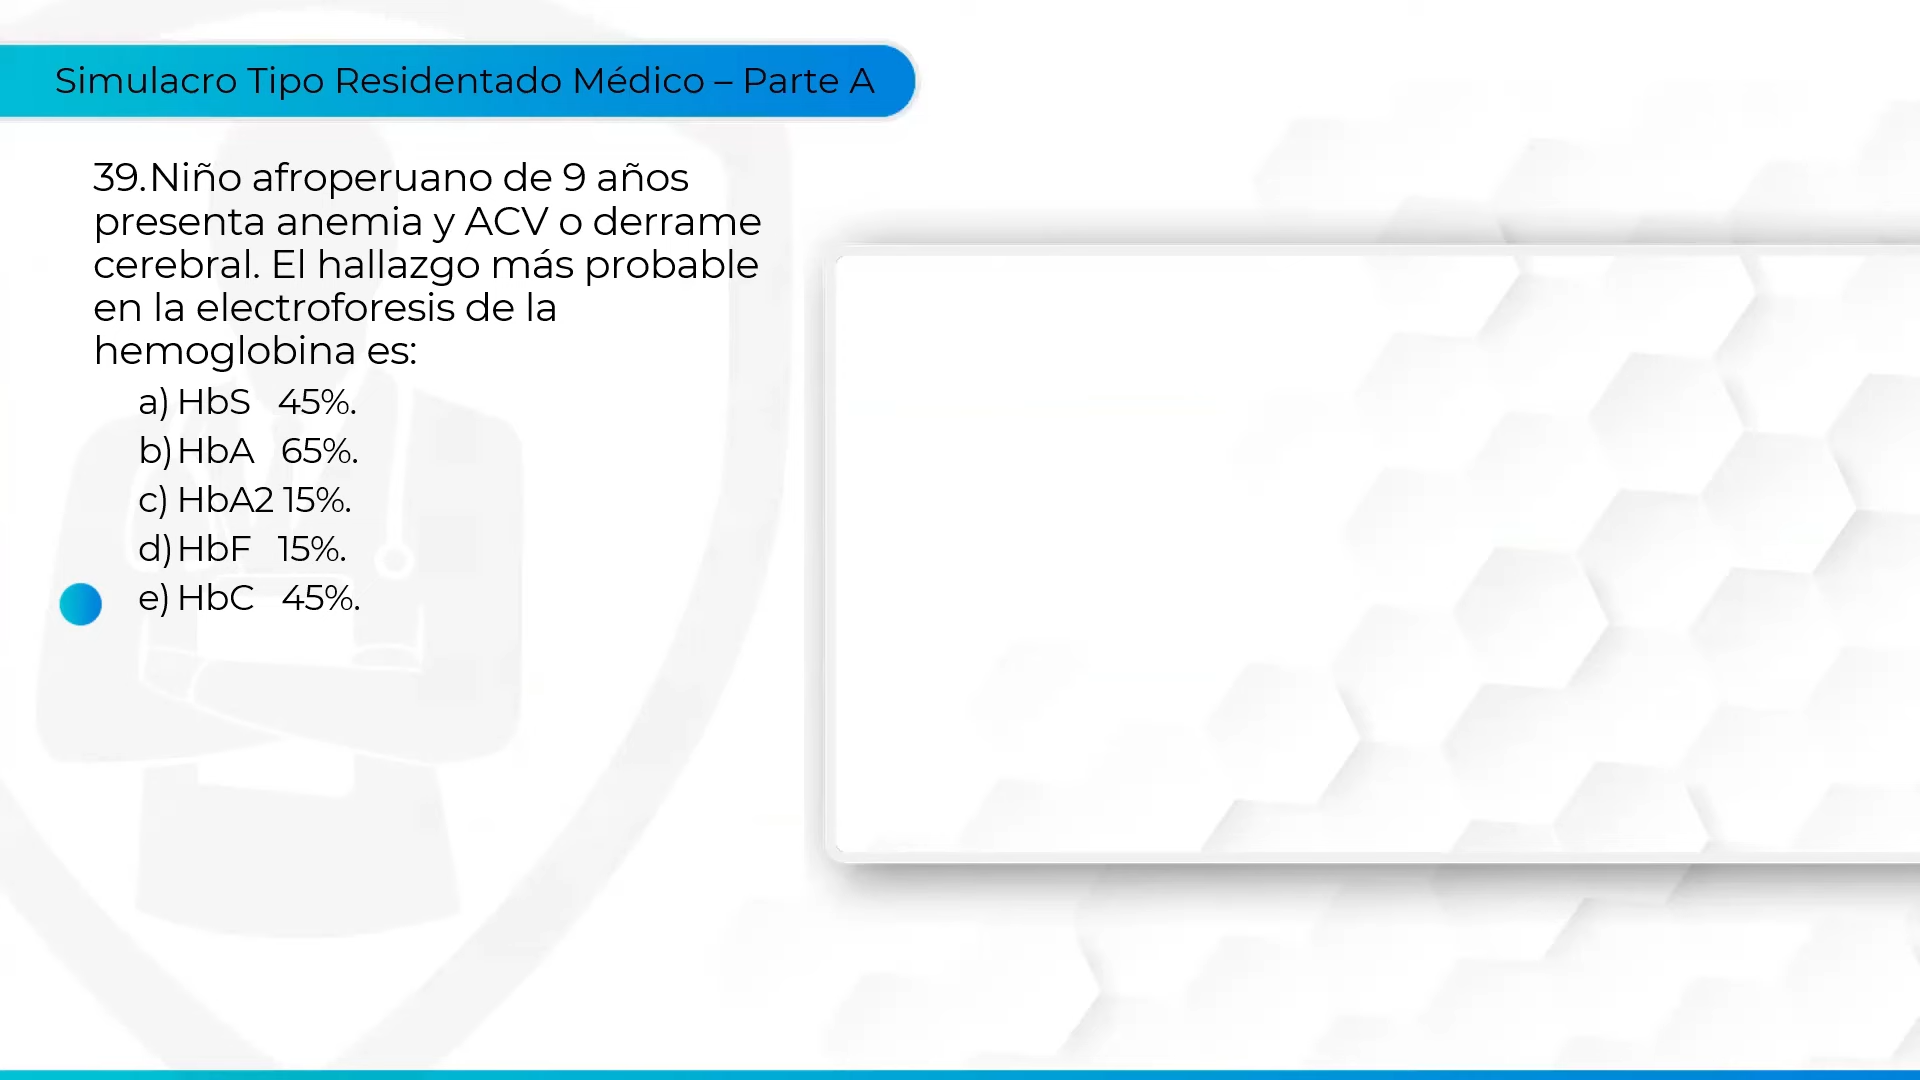 Simulacro Tipo Residentado Médico – Parte A
39.Niño afroperuano de 9 años
presenta anemia y ACV o derrame
cerebral. El hallazgo más probable
en la electroforesis de la
hemoglobina es:
a) HbS 45%.
b) HbA 65%.
c) HbA2 15%.
d) HbF 15%.
e) HbC 45%.